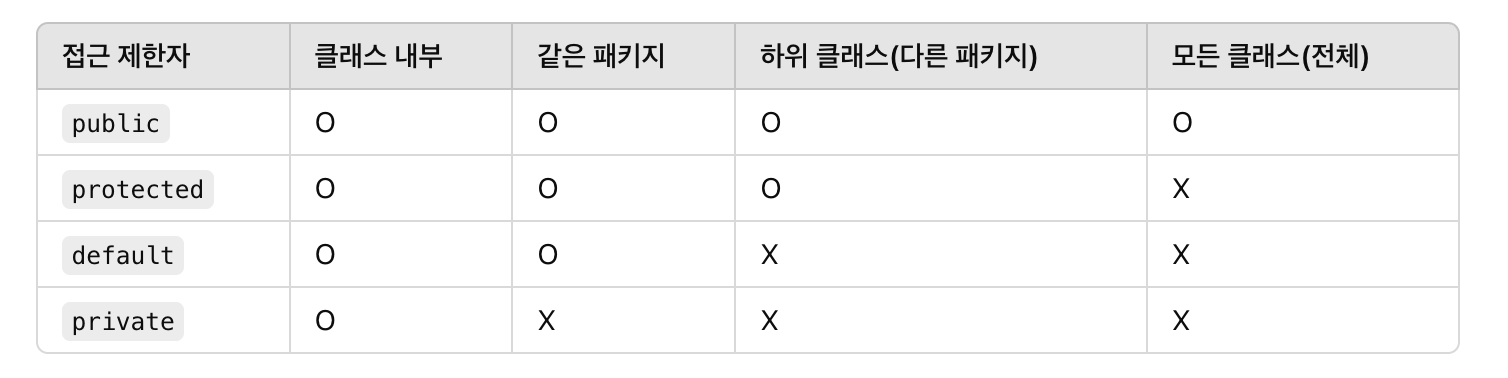 접근 제한자 클래스 내부 같은 패키지 하위 클래스(다른 패키지) 모든 클래스(전체)
public O O O O
protected O O O X
default O O X X
private O X X X